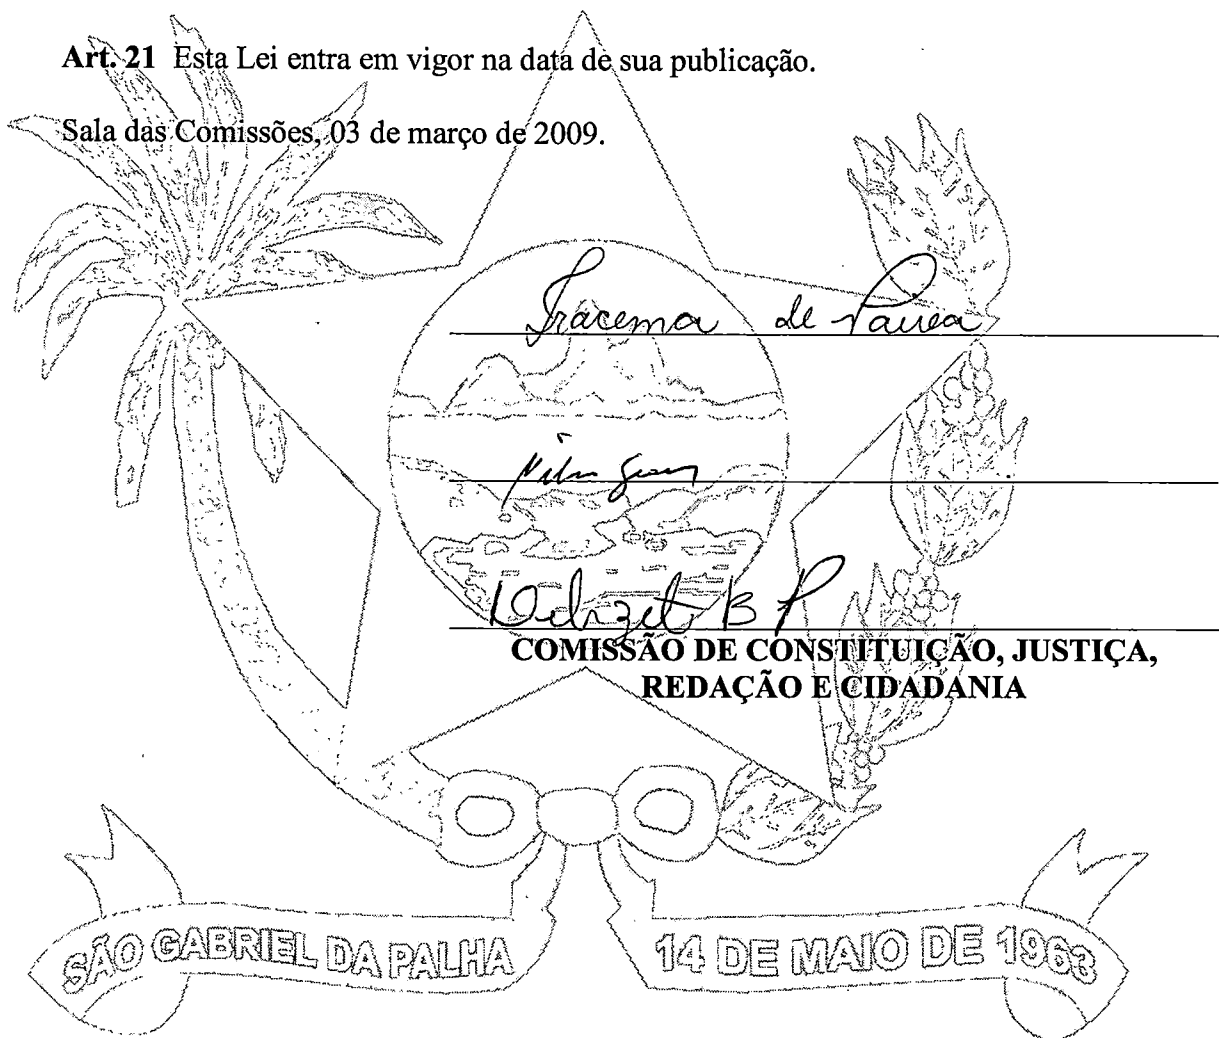 Art. 21 Esta Lei entra em vigor na data de sua publicação.
Sala das Comissões, 03 de março de 2009.
Iracema de
COMISSÃO DE CONSTITUIÇÃO, JUSTIÇA,
REDAÇÃO E CIDADANIA
SÃO GABRIEL DA PALHA
14 DE MAIO DE 1963